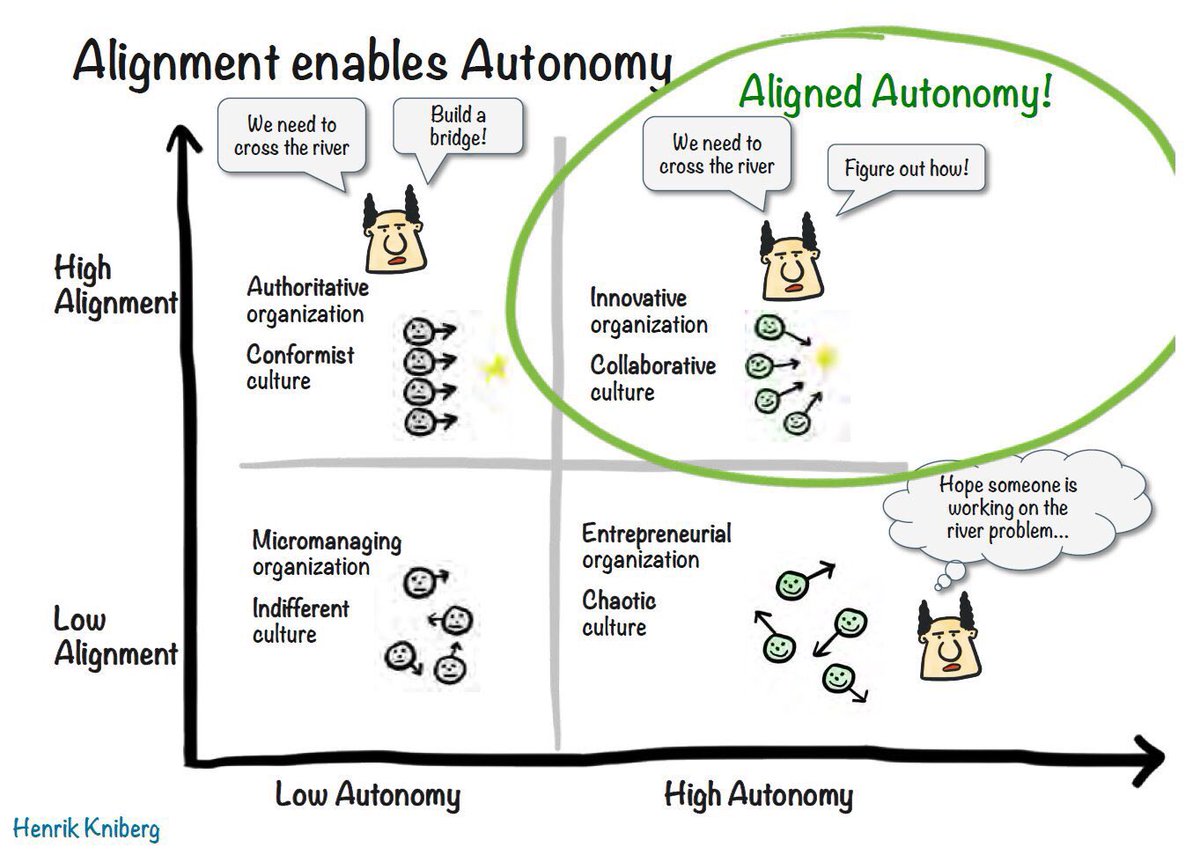 Alignment enables Autonomy
Aligned Autonomy!
We need to
cross the river
Build a
bridge!
We need to
cross the river
Figure out how!
High
Alignment
Authoritative
organization
Conformist
culture
Innovative
organization
Collaborative
culture
Low
Alignment
Micromanaging
organization
Indifferent
culture
Entrepreneurial
organization
Chaotic
culture
Hope someone is
working on the
river problem...
Low Autonomy
High Autonomy
Henrik Kniberg